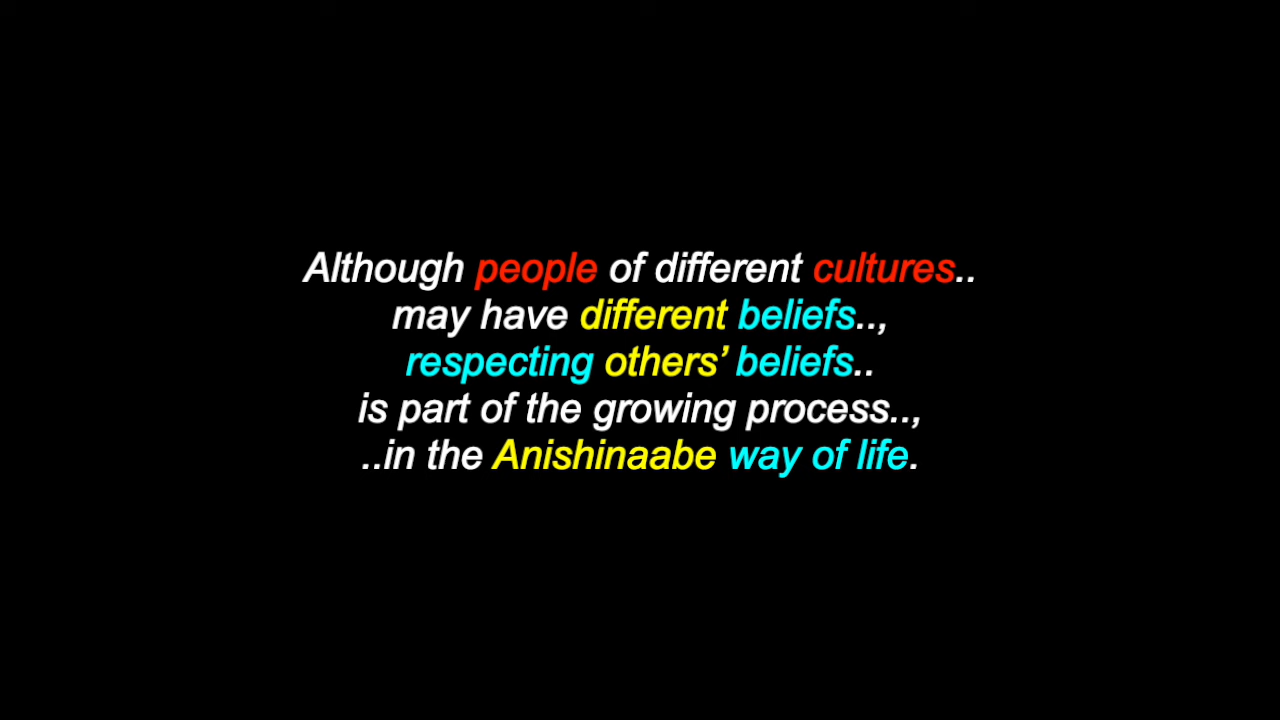 Although people of different cultures..
may have different beliefs..,
respecting others’ beliefs..
is part of the growing process..,
..in the Anishinaabe way of life.